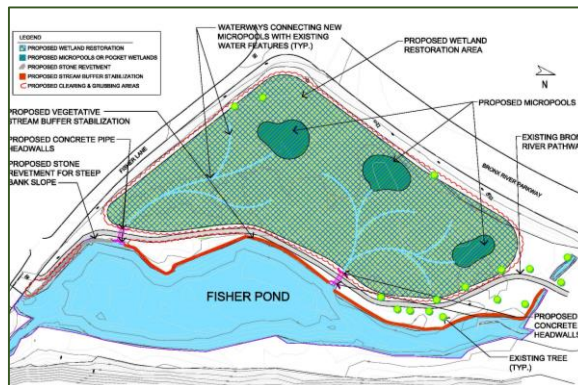 LEGEND
PROPOSED WETLAND RESTORATION
PROPOSED MICROPOOLS OR POCKET WETLANDS
PROPOSED STONE REVETMENT
PROPOSED STREAM BUFFER STABILIZATION
PROPOSED CLEARING & GRUBBING AREAS
WATERWAYS CONNECTING NEW
MICROPOOLS WITH EXISTING
WATER FEATURES (TYP.)
PROPOSED WETLAND
RESTORATION AREA
N
PROPOSED MICROPOOLS
PROPOSED VEGETATIVE
STREAM BUFFER STABILIZATION
PROPOSED CONCRETE PIPE
HEADWALLS
PROPOSED STONE
REVETMENT FOR STEEP
BANK SLOPE
FISHER LANE
BRONX RIVER PARKWAY
EXISTING BRON
RIVER PATHWA
FISHER POND
PROPOSED
CONCRETE
HEADWALLS
EXISTING TREE
(TYP.)